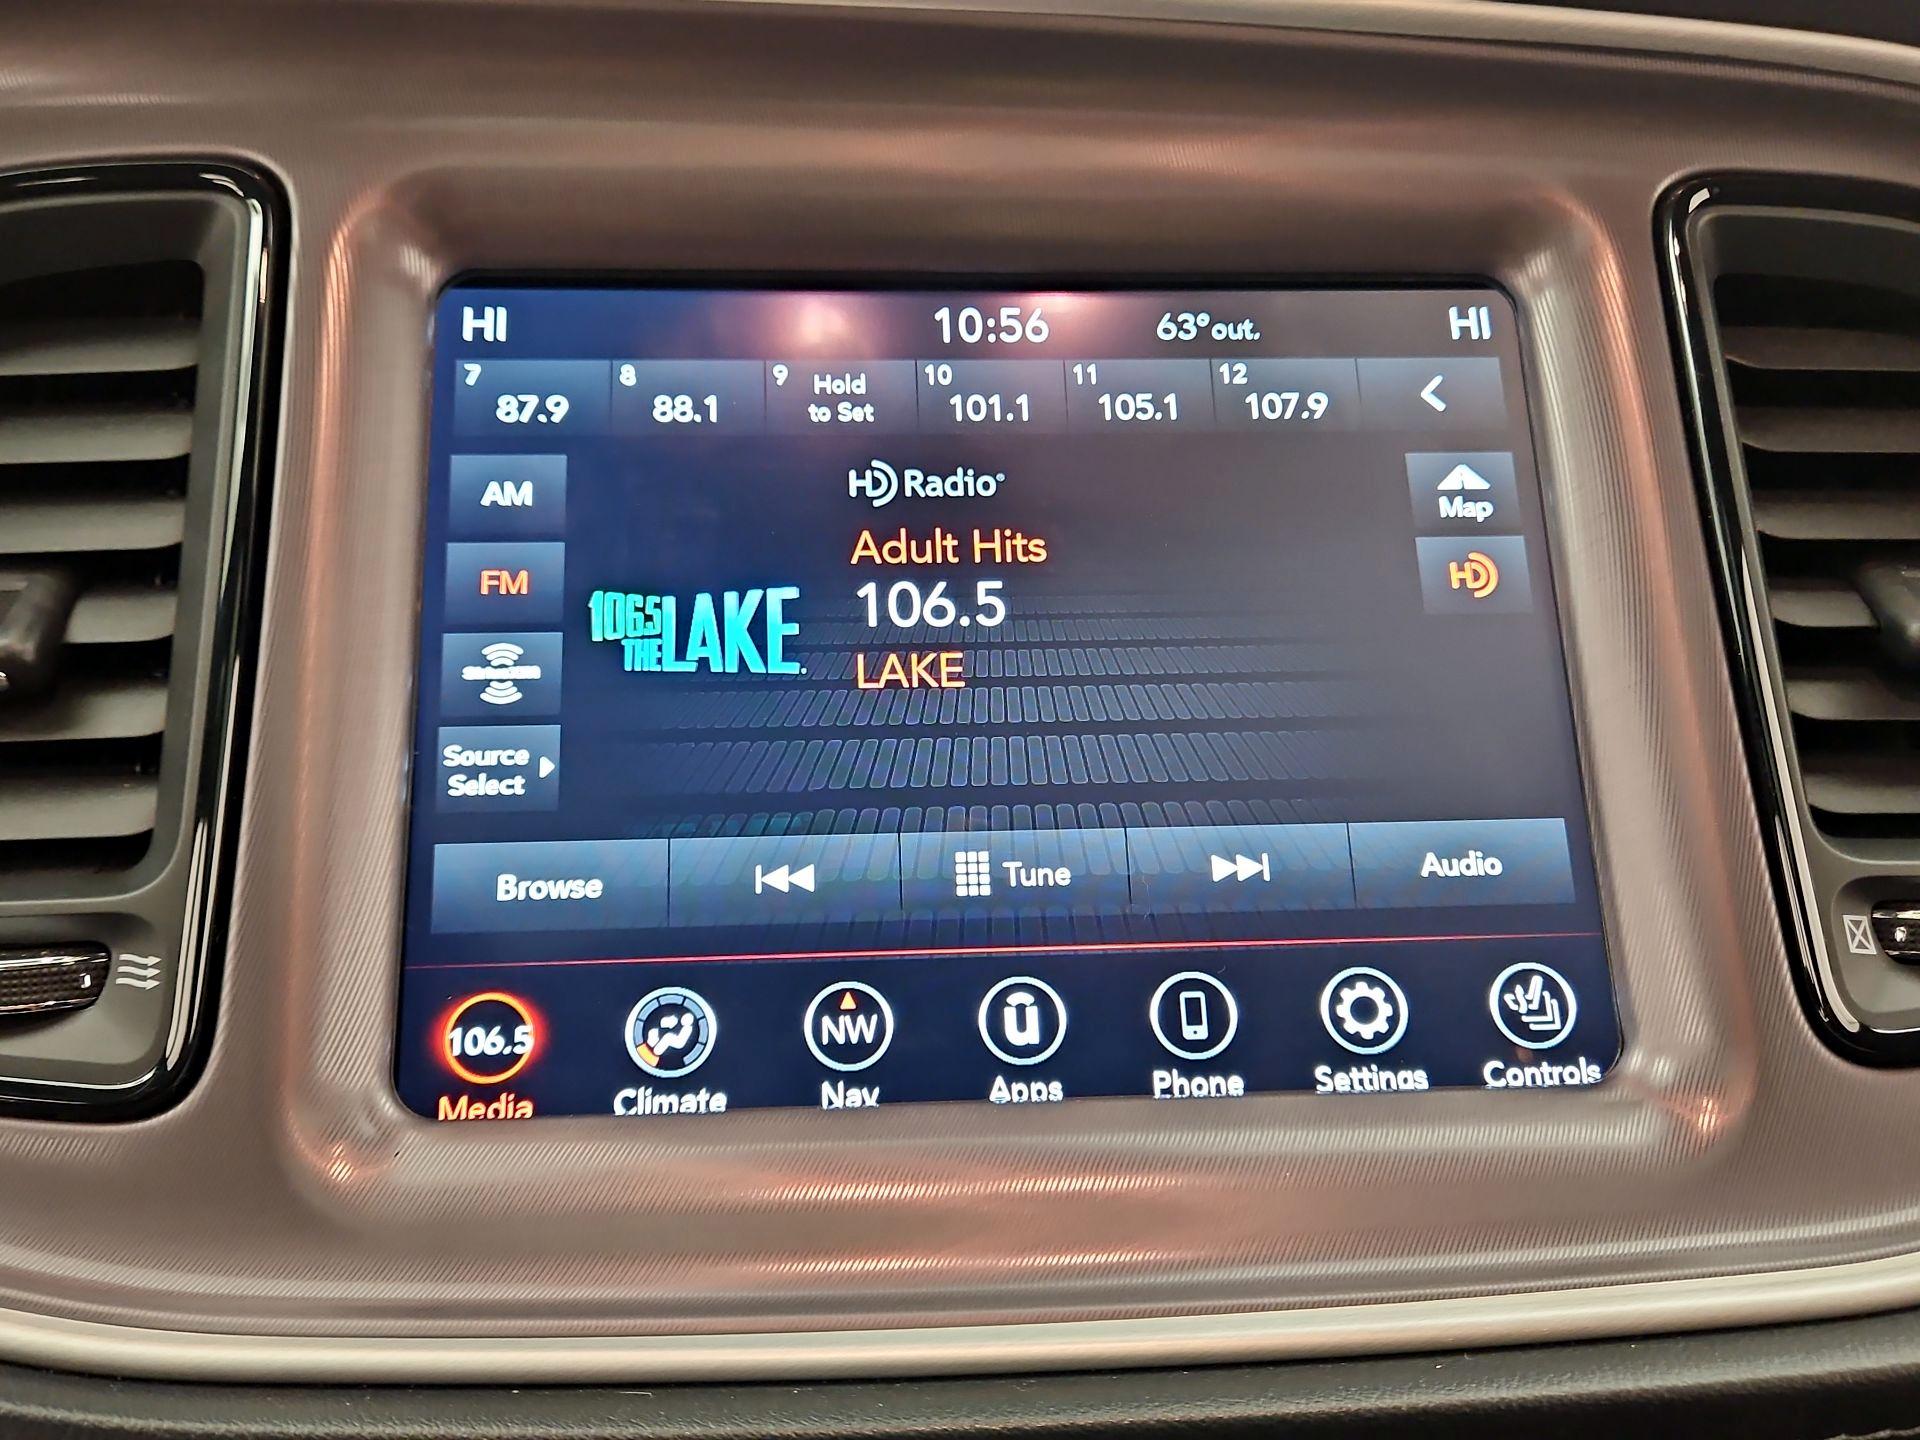 HI 10:56 63° out. HI
7 87.9
8 88.1
9 Hold
to Set
10 101.1
11 105.1
12 107.9
AM
HD Radio®
Map
Adult Hits
FM
HD
106.5
106.5
THE LAKE.
LAKE
Source
Select
Browse
Tune
Audio
106.5
NW
Media
Climate
Nav
Apps
Phone
Settings
Controls